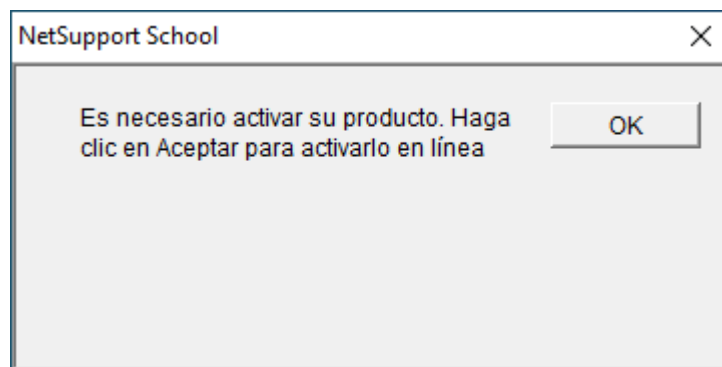 NetSupport School
Es necesario activar su producto. Haga
clic en Aceptar para activarlo en línea
OK